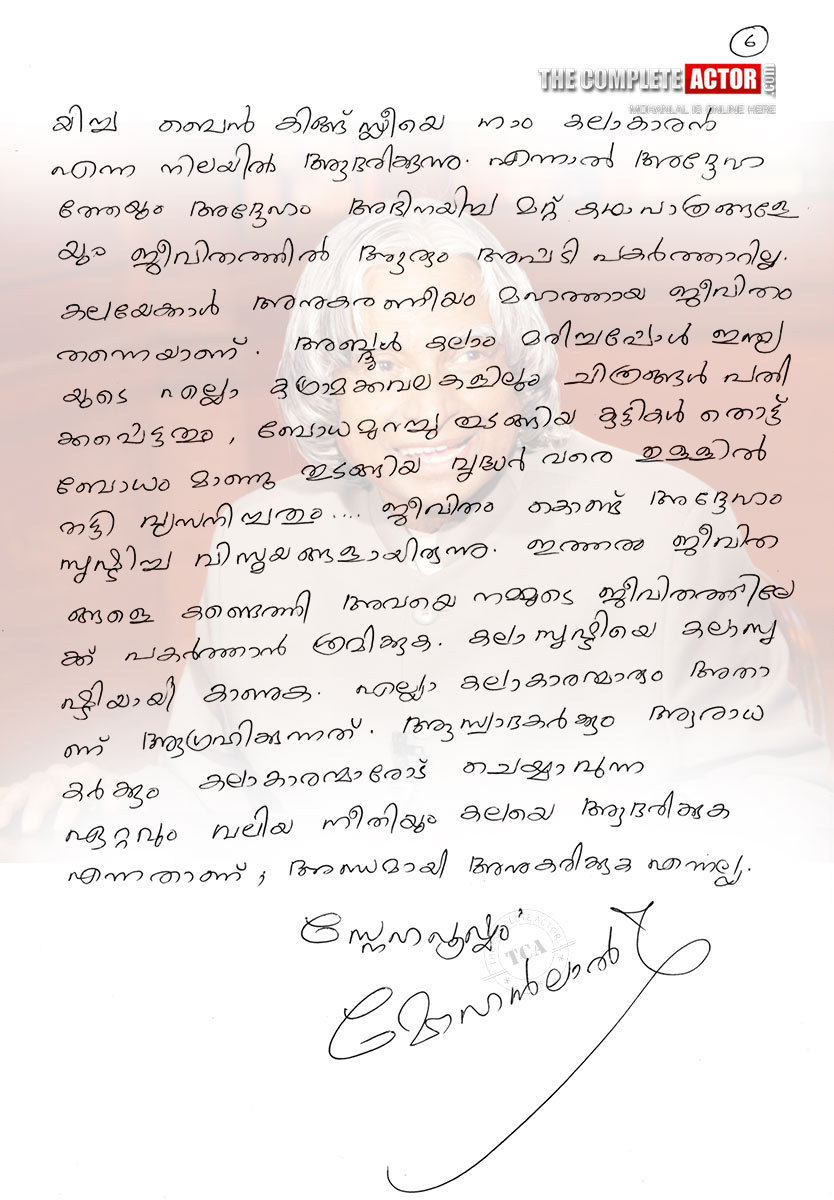 6
THE COMPLETE ACTOR .COM
MOHANLAL IS ONLINE HERE
യിച്ച ബെൻ കിങ്ങ്സ്ലിയെ നാം കലാകാരൻ
എന്ന നിലയിൽ ആദരിക്കുന്നു. എന്നാൽ അദ്ദേഹ
ത്തേയും അദ്ദേഹം അഭിനയിച്ച മറ്റ് കഥാപാത്രങ്ങളേ
യും ജീവിതത്തിൽ ആരും അപ്പടി പകർത്താറില്ല.
കലയേക്കാൾ അനുകരണീയം മഹത്തായ ജീവിതം
തന്നെയാണ്. അബ്ദുൾ കലാം മരിച്ചപ്പോൾ ഇന്ത്യ
യുടെ എല്ലാ കുഗ്രാമക്കവലകളിലും ചിത്രങ്ങൾ പതി
ക്കപ്പെട്ടതും, ബോധമുറച്ചു തുടങ്ങിയ കുട്ടികൾ തൊട്ട്
ബോധം മാഞ്ഞു തുടങ്ങിയ വൃദ്ധർ വരെ ഉള്ളിൽ
തട്ടി വ്യസനിച്ചതും.... ജീവിതം കൊണ്ട് അദ്ദേഹം
സൃഷ്ടിച്ച വിസ്മയങ്ങളായിരുന്നു. ഇത്തരം ജീവിത
ങ്ങളെ കണ്ടെത്തി അവയെ നമ്മുടെ ജീവിതത്തിലേ
ക്ക് പകർത്താൻ ശ്രമിക്കുക. കലാസൃഷ്ടിയെ കലാസൃ
ഷ്ടിയായി കാണുക. എല്ലാ കലാകാരന്മാരും അതാ
ണ് ആഗ്രഹിക്കുന്നത്. ആസ്വാദകർക്കും ആരാധ
കർക്കും കലാകാരന്മാരോട് ചെയ്യാവുന്ന
ഏറ്റവും വലിയ നീതിയും കലയെ ആദരിക്കുക
എന്നതാണ്; അന്ധമായി അനുകരിക്കുക എന്നല്ല.
സ്നേഹപൂർവ്വം
THE COMPLETE ACTOR
TCA
മോഹൻലാൽ